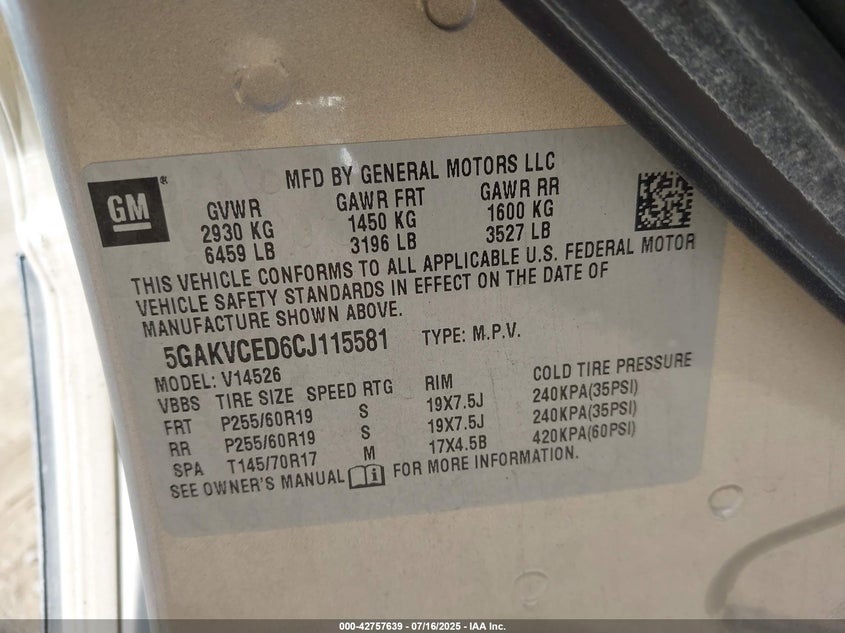 MFD BY GENERAL MOTORS LLC
GM®
GVWR GAWR FRT GAWR RR
2930 KG 1450 KG 1600 KG
6459 LB 3196 LB 3527 LB
THIS VEHICLE CONFORMS TO ALL APPLICABLE U.S. FEDERAL MOTOR
VEHICLE SAFETY STANDARDS IN EFFECT ON THE DATE OF
MANUFACTURE SHOWN ABOVE.
5GAKVCED6CJ115581 TYPE: M.P.V.
MODEL: V14526
VBBS TIRE SIZE SPEED RTG RIM COLD TIRE PRESSURE
FRT P255/60R19 S 19X7.5J 240KPA(35PSI)
RR P255/60R19 S 19X7.5J 240KPA(35PSI)
SPA T145/70R17 M 17X4.5B 420KPA(60PSI)
SEE OWNER'S MANUAL i FOR MORE INFORMATION.
000-42757639 - 07/16/2025 - IAA Inc.